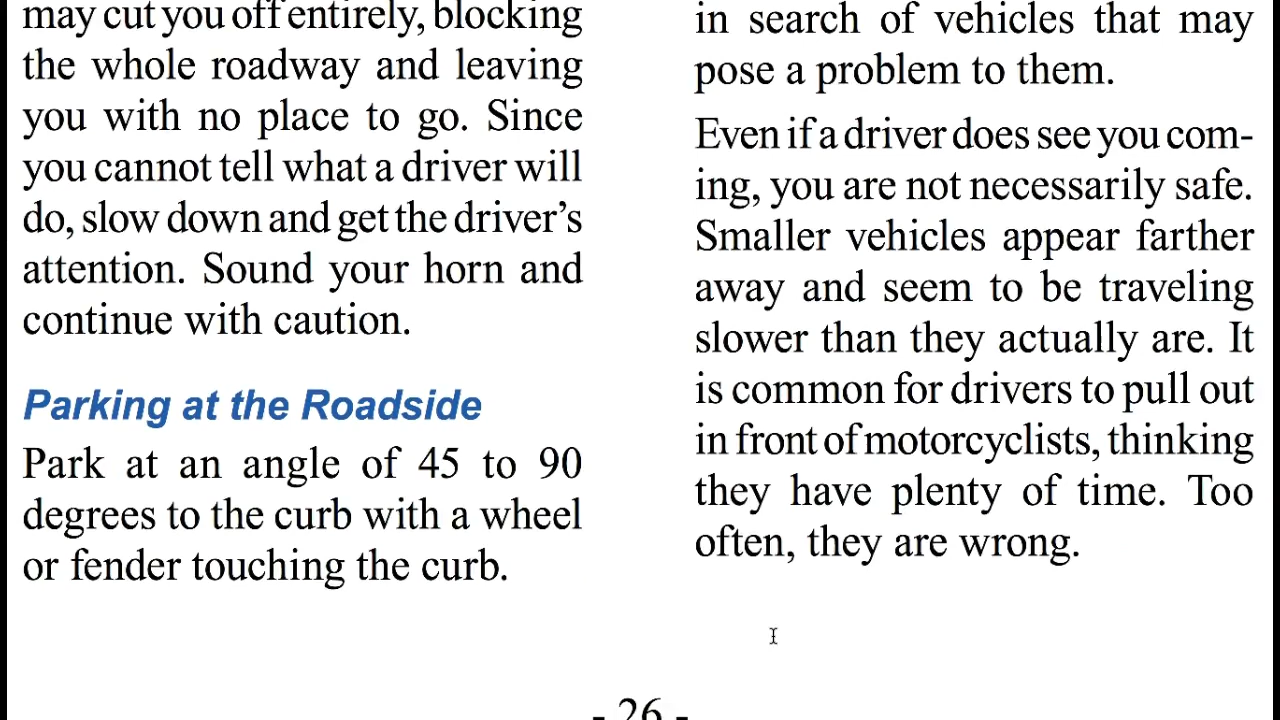 may cut you off entirely, blocking
the whole roadway and leaving
you with no place to go. Since
you cannot tell what a driver will
do, slow down and get the driver’s
attention. Sound your horn and
continue with caution.
Parking at the Roadside
Park at an angle of 45 to 90
degrees to the curb with a wheel
or fender touching the curb.
in search of vehicles that may
pose a problem to them.
Even if a driver does see you com-
ing, you are not necessarily safe.
Smaller vehicles appear farther
away and seem to be traveling
slower than they actually are. It
is common for drivers to pull out
in front of motorcyclists, thinking
they have plenty of time. Too
often, they are wrong.
- 26 -